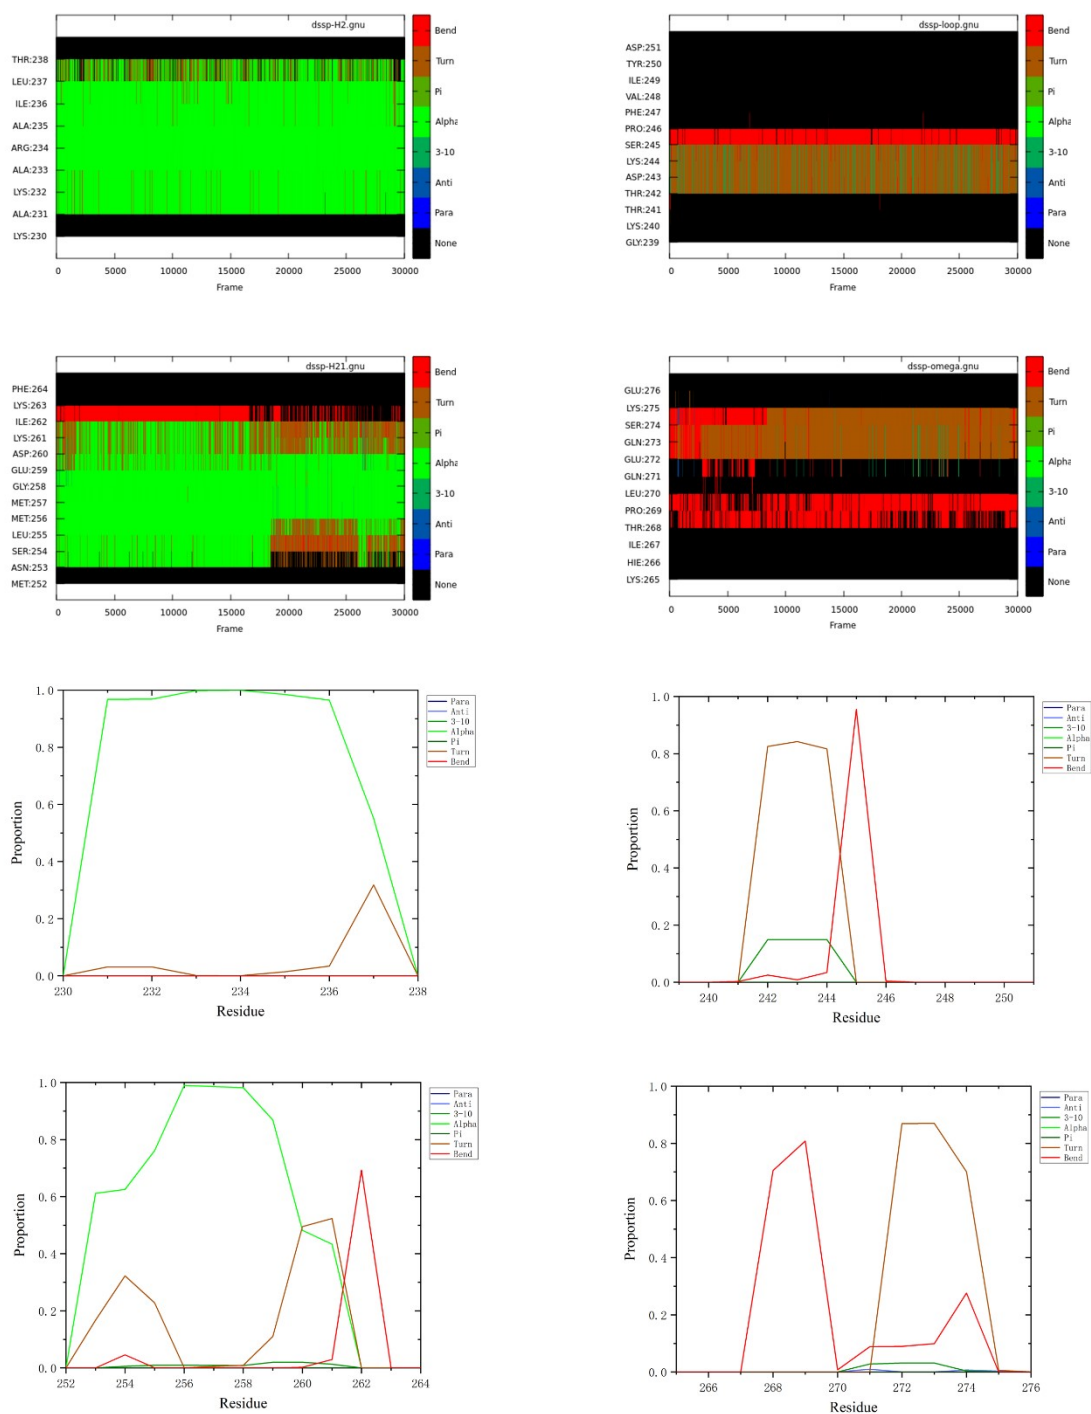 dssp-H2.gnu
THR:238
LEU:237
ILE:236
ALA:235
ARG:234
ALA:233
LYS:232
ALA:231
LYS:230
0 5000 10000 15000 20000 25000 30000
Frame
Bend
Turn
Pi
Alpha
3-10
Anti
Para
None
dssp-loop.gnu
ASP:251
TYR:250
ILE:249
VAL:248
PHE:247
PRO:246
SER:245
LYS:244
ASP:243
THR:242
THR:241
LYS:240
GLY:239
0 5000 10000 15000 20000 25000 30000
Frame
Bend
Turn
Pi
Alpha
3-10
Anti
Para
None
dssp-H21.gnu
PHE:264
LYS:263
ILE:262
LYS:261
ASP:260
GLU:259
GLY:258
MET:257
MET:256
LEU:255
SER:254
ASN:253
MET:252
0 5000 10000 15000 20000 25000 30000
Frame
Bend
Turn
Pi
Alpha
3-10
Anti
Para
None
dssp-omega.gnu
GLU:276
LYS:275
SER:274
GLN:273
GLU:272
GLN:271
LEU:270
PRO:269
THR:268
ILE:267
HIE:266
LYS:265
0 5000 10000 15000 20000 25000 30000
Frame
Bend
Turn
Pi
Alpha
3-10
Anti
Para
None
1.0
0.8
0.6
0.4
0.2
0.0
Proportion
230 232 234 236 238
Residue
Para
Anti
3-10
Alpha
Pi
Turn
Bend
1.0
0.8
0.6
0.4
0.2
0.0
Proportion
240 242 244 246 248 250
Residue
Para
Anti
3-10
Alpha
Pi
Turn
Bend
1.0
0.8
0.6
0.4
0.2
0.0
Proportion
252 254 256 258 260 262 264
Residue
Para
Anti
3-10
Alpha
Pi
Turn
Bend
1.0
0.8
0.6
0.4
0.2
0.0
Proportion
266 268 270 272 274 276
Residue
Para
Anti
3-10
Alpha
Pi
Turn
Bend